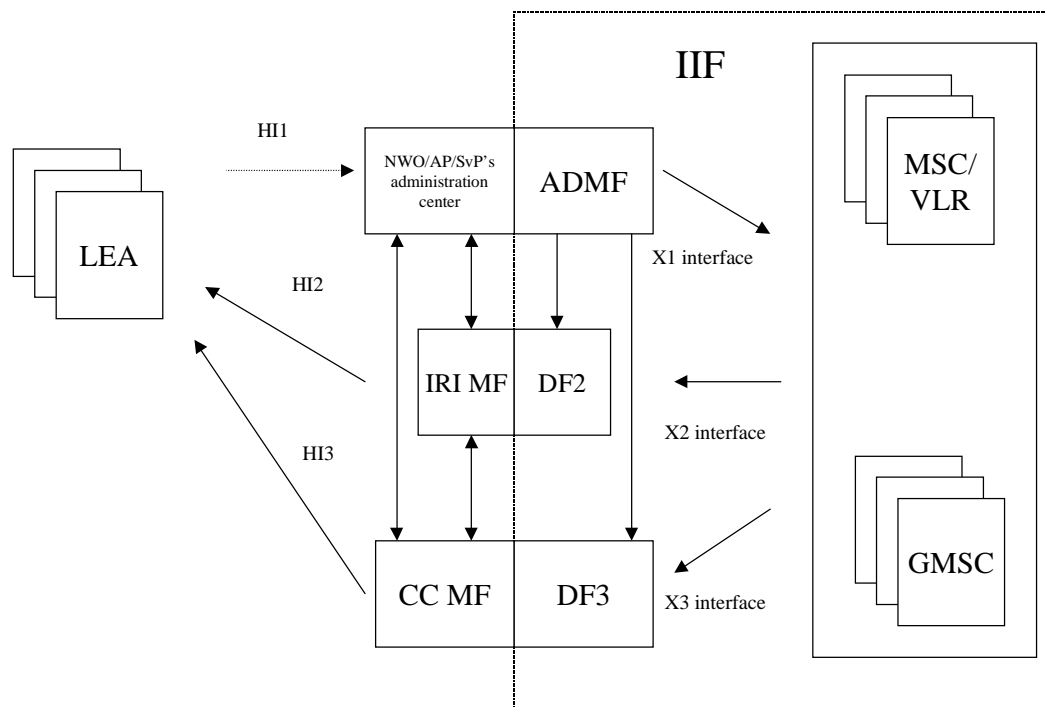 IIF
HI1
NWO/AP/SvP's
administration
center
ADMF
MSC/
VLR
LEA
X1 interface
HI2
IRI MF
DF2
X2 interface
HI3
GMSC
CC MF
DF3
X3 interface